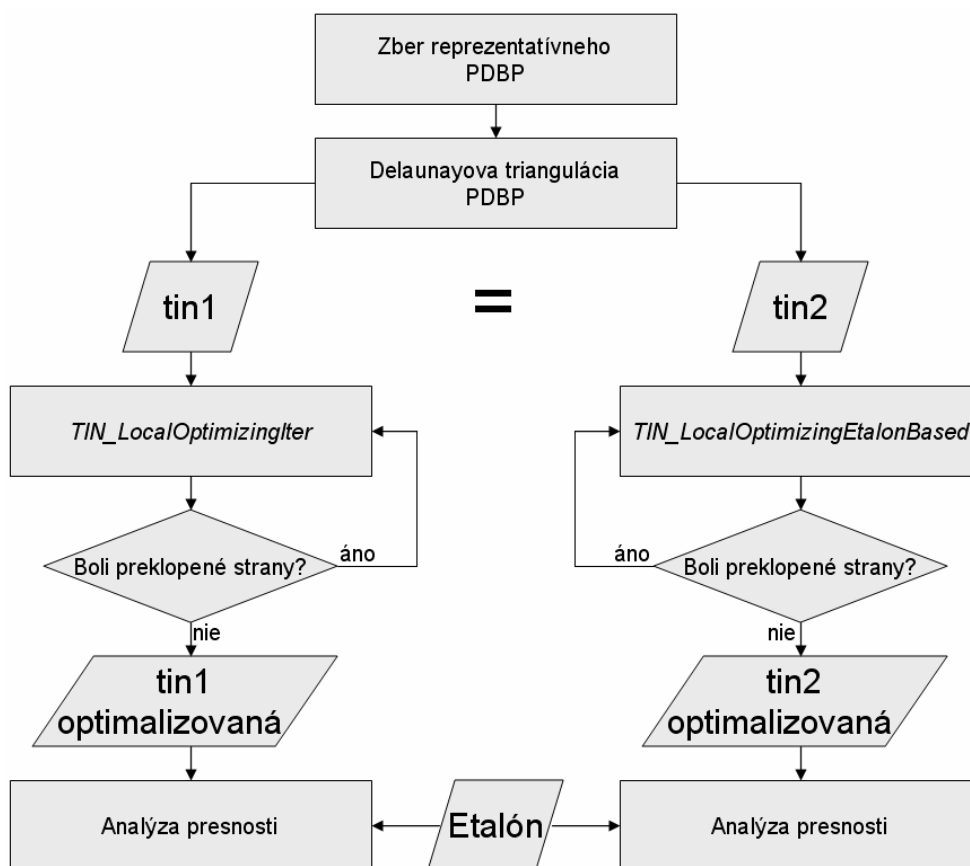 Zber reprezentatívneho
PDBP
Delaunayova triangulácia
PDBP
tin1
=
tin2
TIN_LocalOptimizingIter
TIN_LocalOptimizingEtalonBased
Boli preklopené strany?
áno
áno
Boli preklopené strany?
nie
nie
tin1
optimalizovaná
tin2
optimalizovaná
Analýza presnosti
Etalón
Analýza presnosti